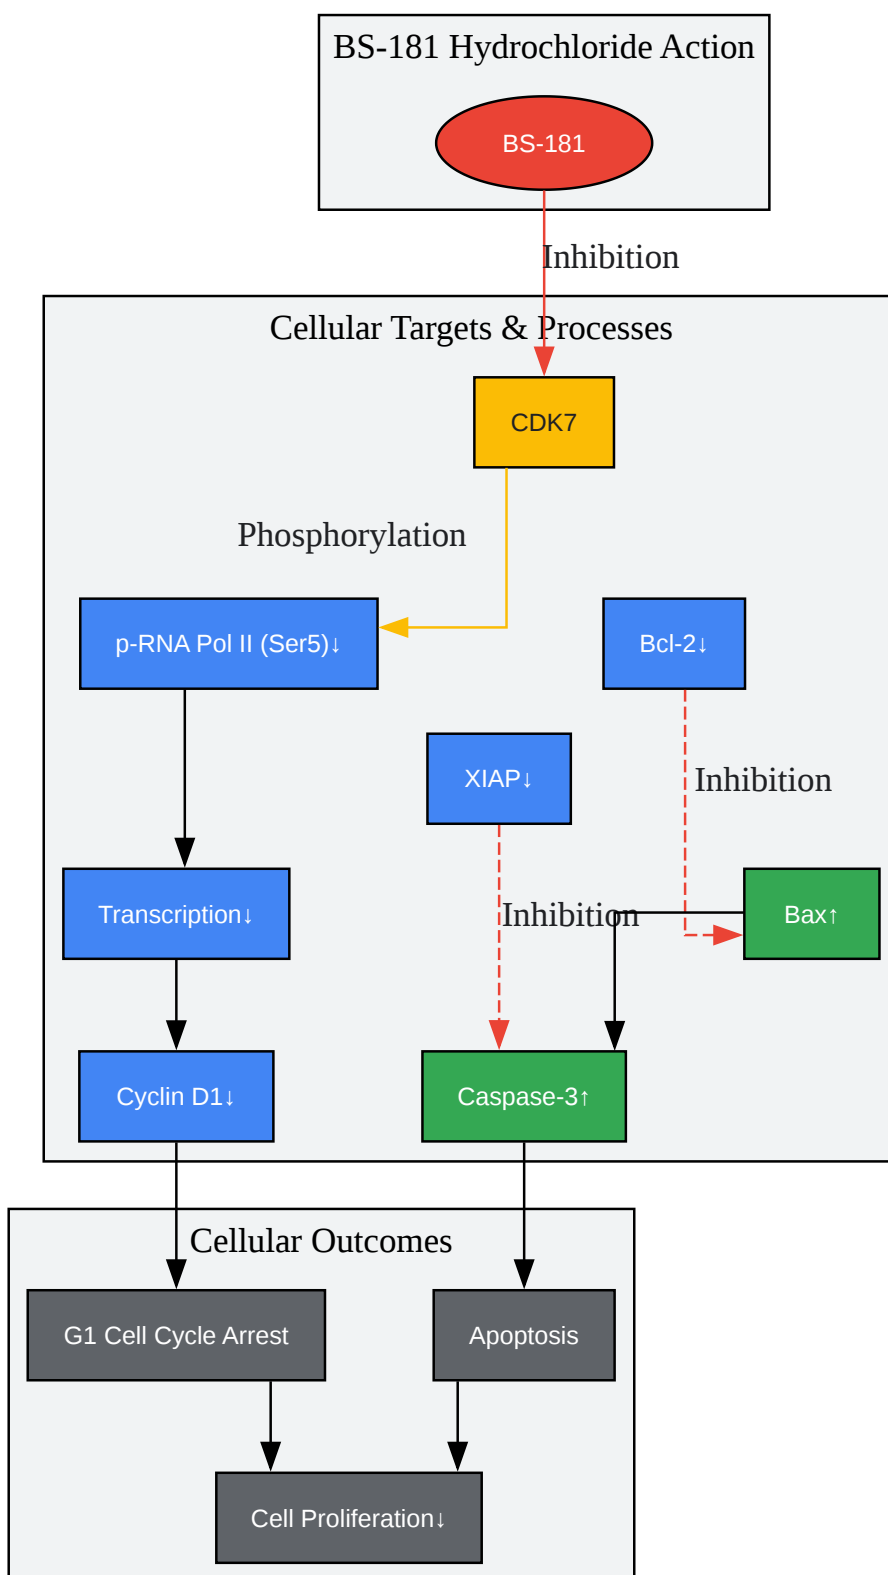 BS-181 Hydrochloride Action
BS-181
Inhibition
Cellular Targets & Processes
CDK7
Phosphorylation
p-RNA Pol II (Ser5)↓
Bcl-2↓
XIAP↓
Inhibition
Transcription↓
Inhibition
Bax↑
Cyclin D1↓
Caspase-3↑
Cellular Outcomes
G1 Cell Cycle Arrest
Apoptosis
Cell Proliferation↓